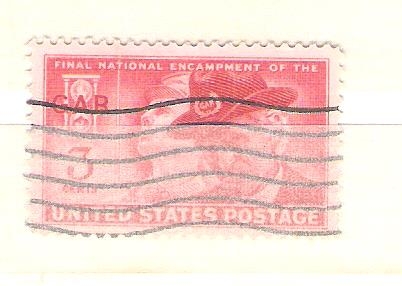 FINAL NATIONAL ENCAMPMENT OF THE
GAR
3
UNITED STATES POSTAGE